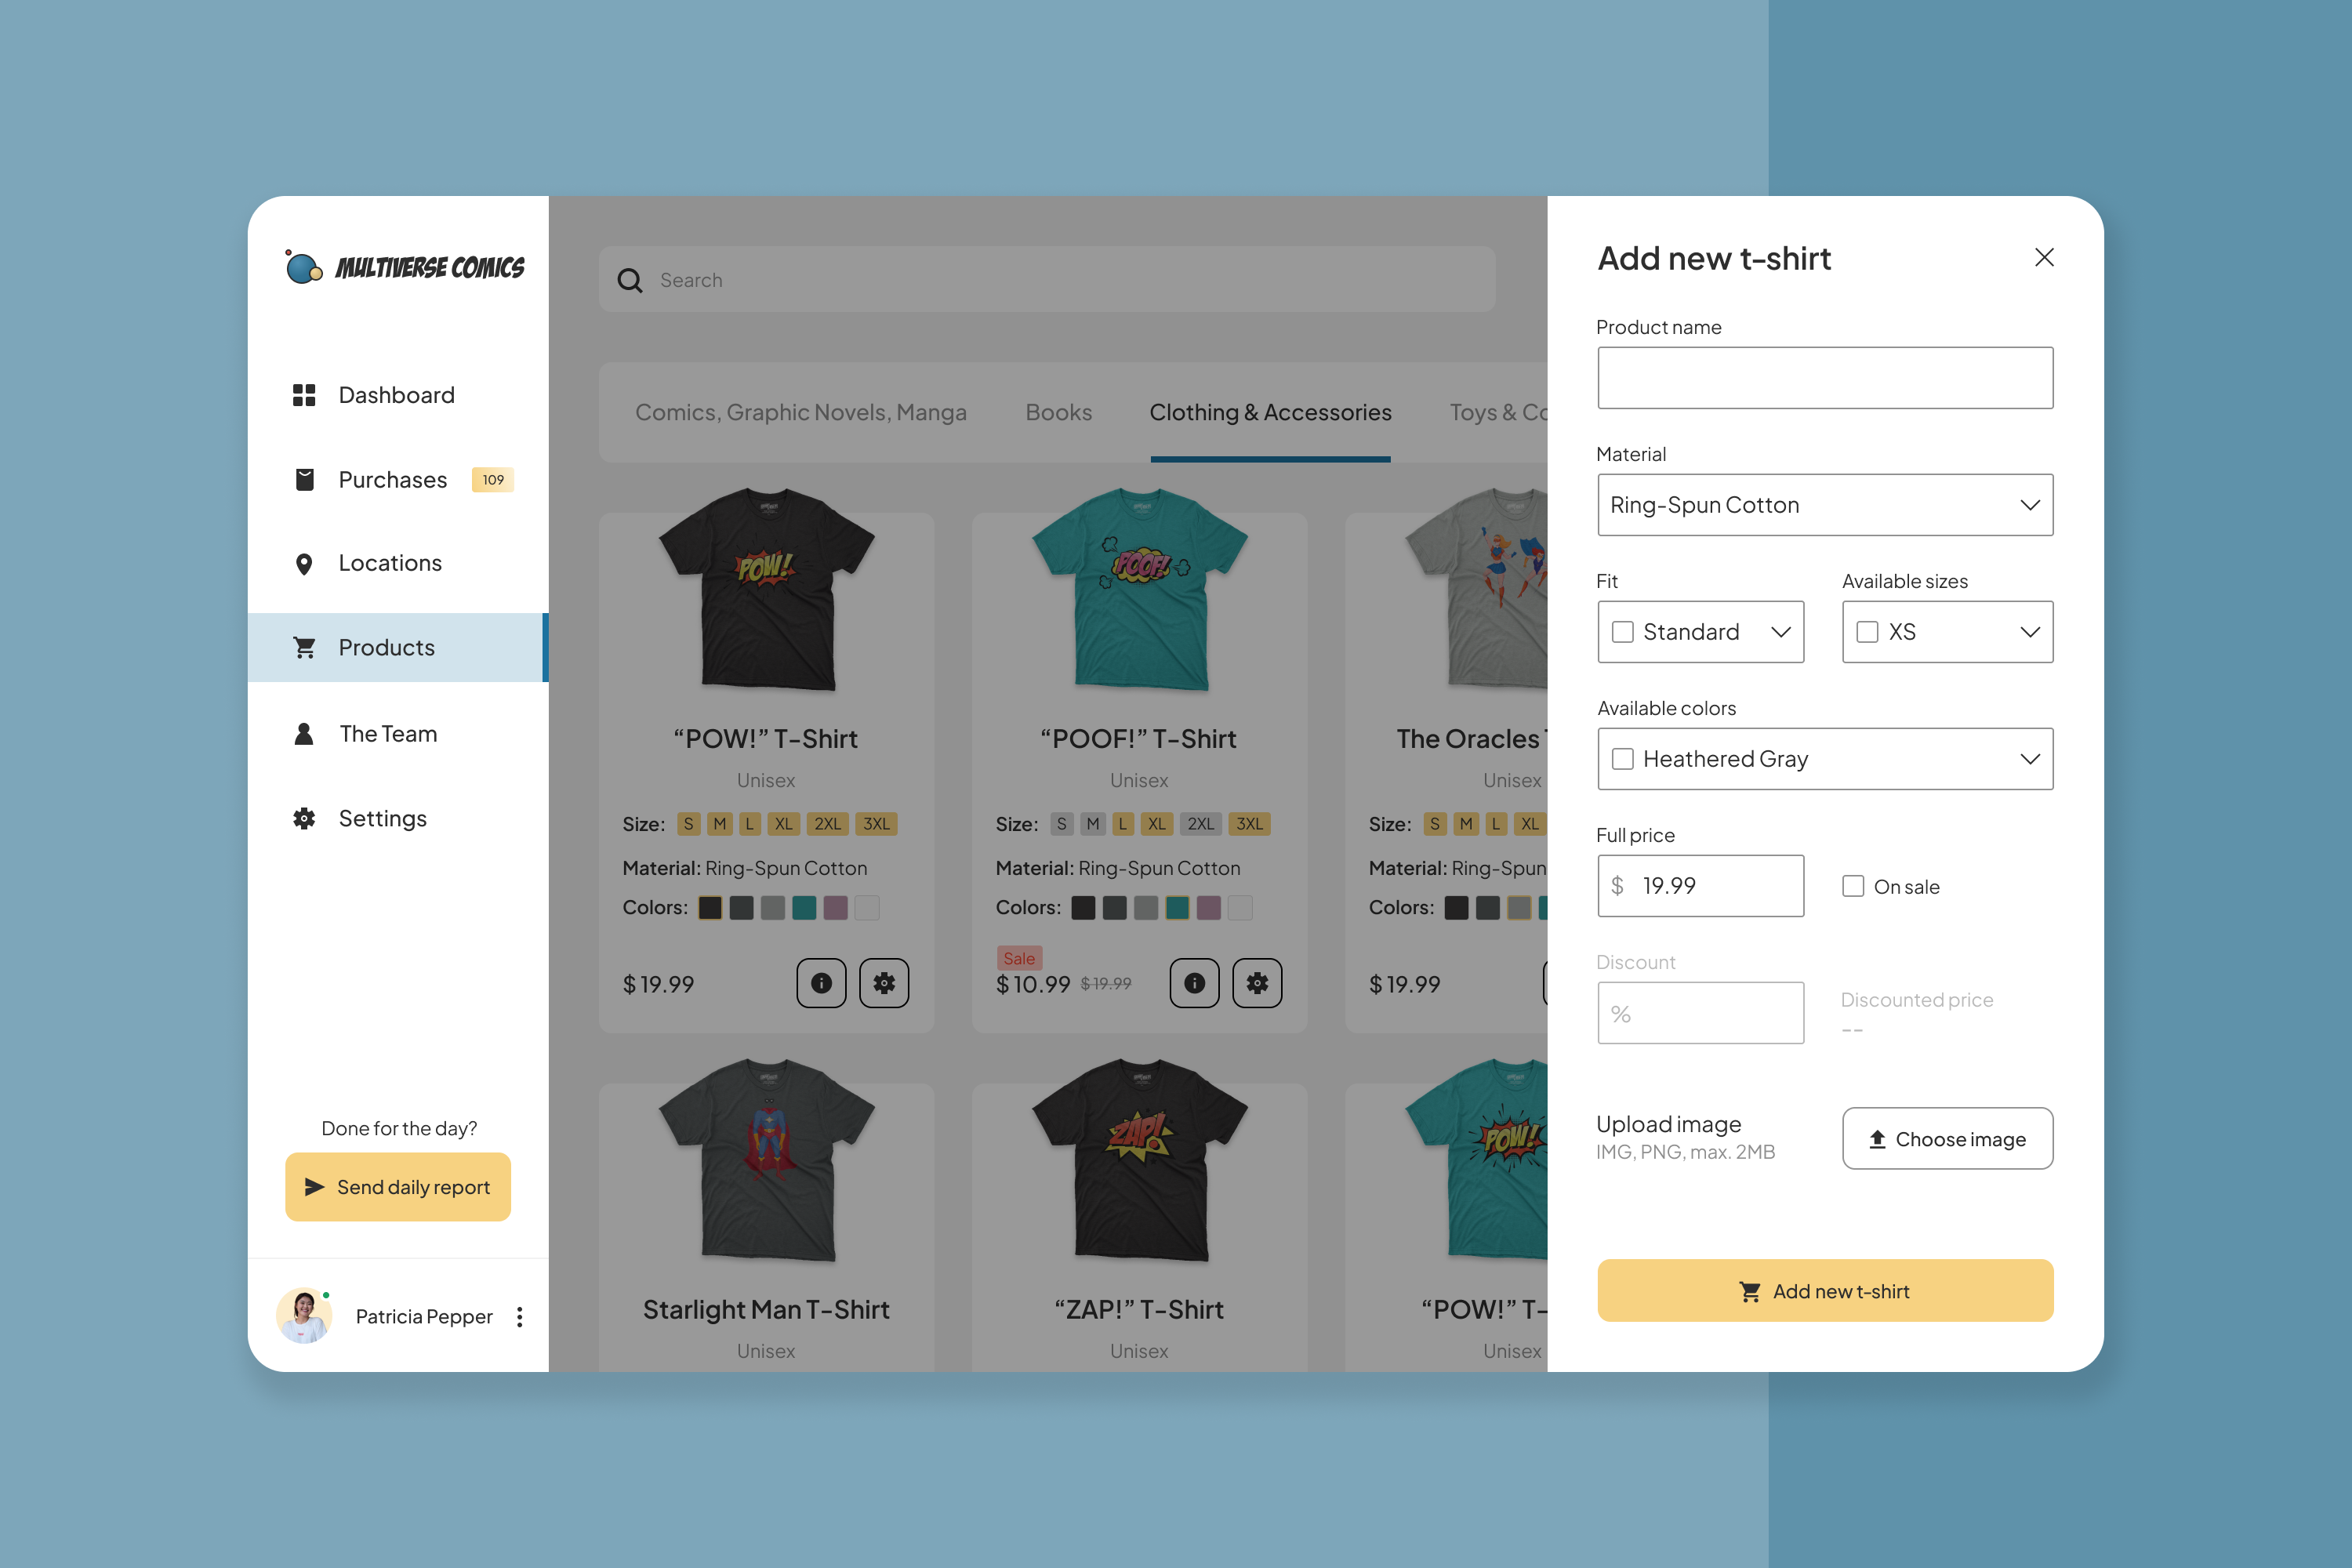 MULTIVERSE COMICS
Dashboard
Purchases 109
Locations
Products
The Team
Settings
Done for the day?
Send daily report
Patricia Pepper
Search
Comics, Graphic Novels, Manga Books Clothing & Accessories Toys & Co
POW!
“POW!” T-Shirt
Unisex
Size: S M L XL 2XL 3XL
Material: Ring-Spun Cotton
Colors:
$ 19.99
POOF!
“POOF!” T-Shirt
Unisex
Size: S M L XL 2XL 3XL
Material: Ring-Spun Cotton
Colors:
Sale
$ 10.99 $ 19.99
The Oracles T
Unisex
Size: S M L XL
Material: Ring-Spun
Colors:
$ 19.99
Starlight Man T-Shirt
Unisex
ZAP!
“ZAP!” T-Shirt
Unisex
POW!
“POW!” T-
Unisex
Add new t-shirt
Product name
Material
Ring-Spun Cotton
Fit
Standard
Available sizes
XS
Available colors
Heathered Gray
Full price
$ 19.99
On sale
Discount
%
Discounted price
--
Upload image
IMG, PNG, max. 2MB
Choose image
Add new t-shirt